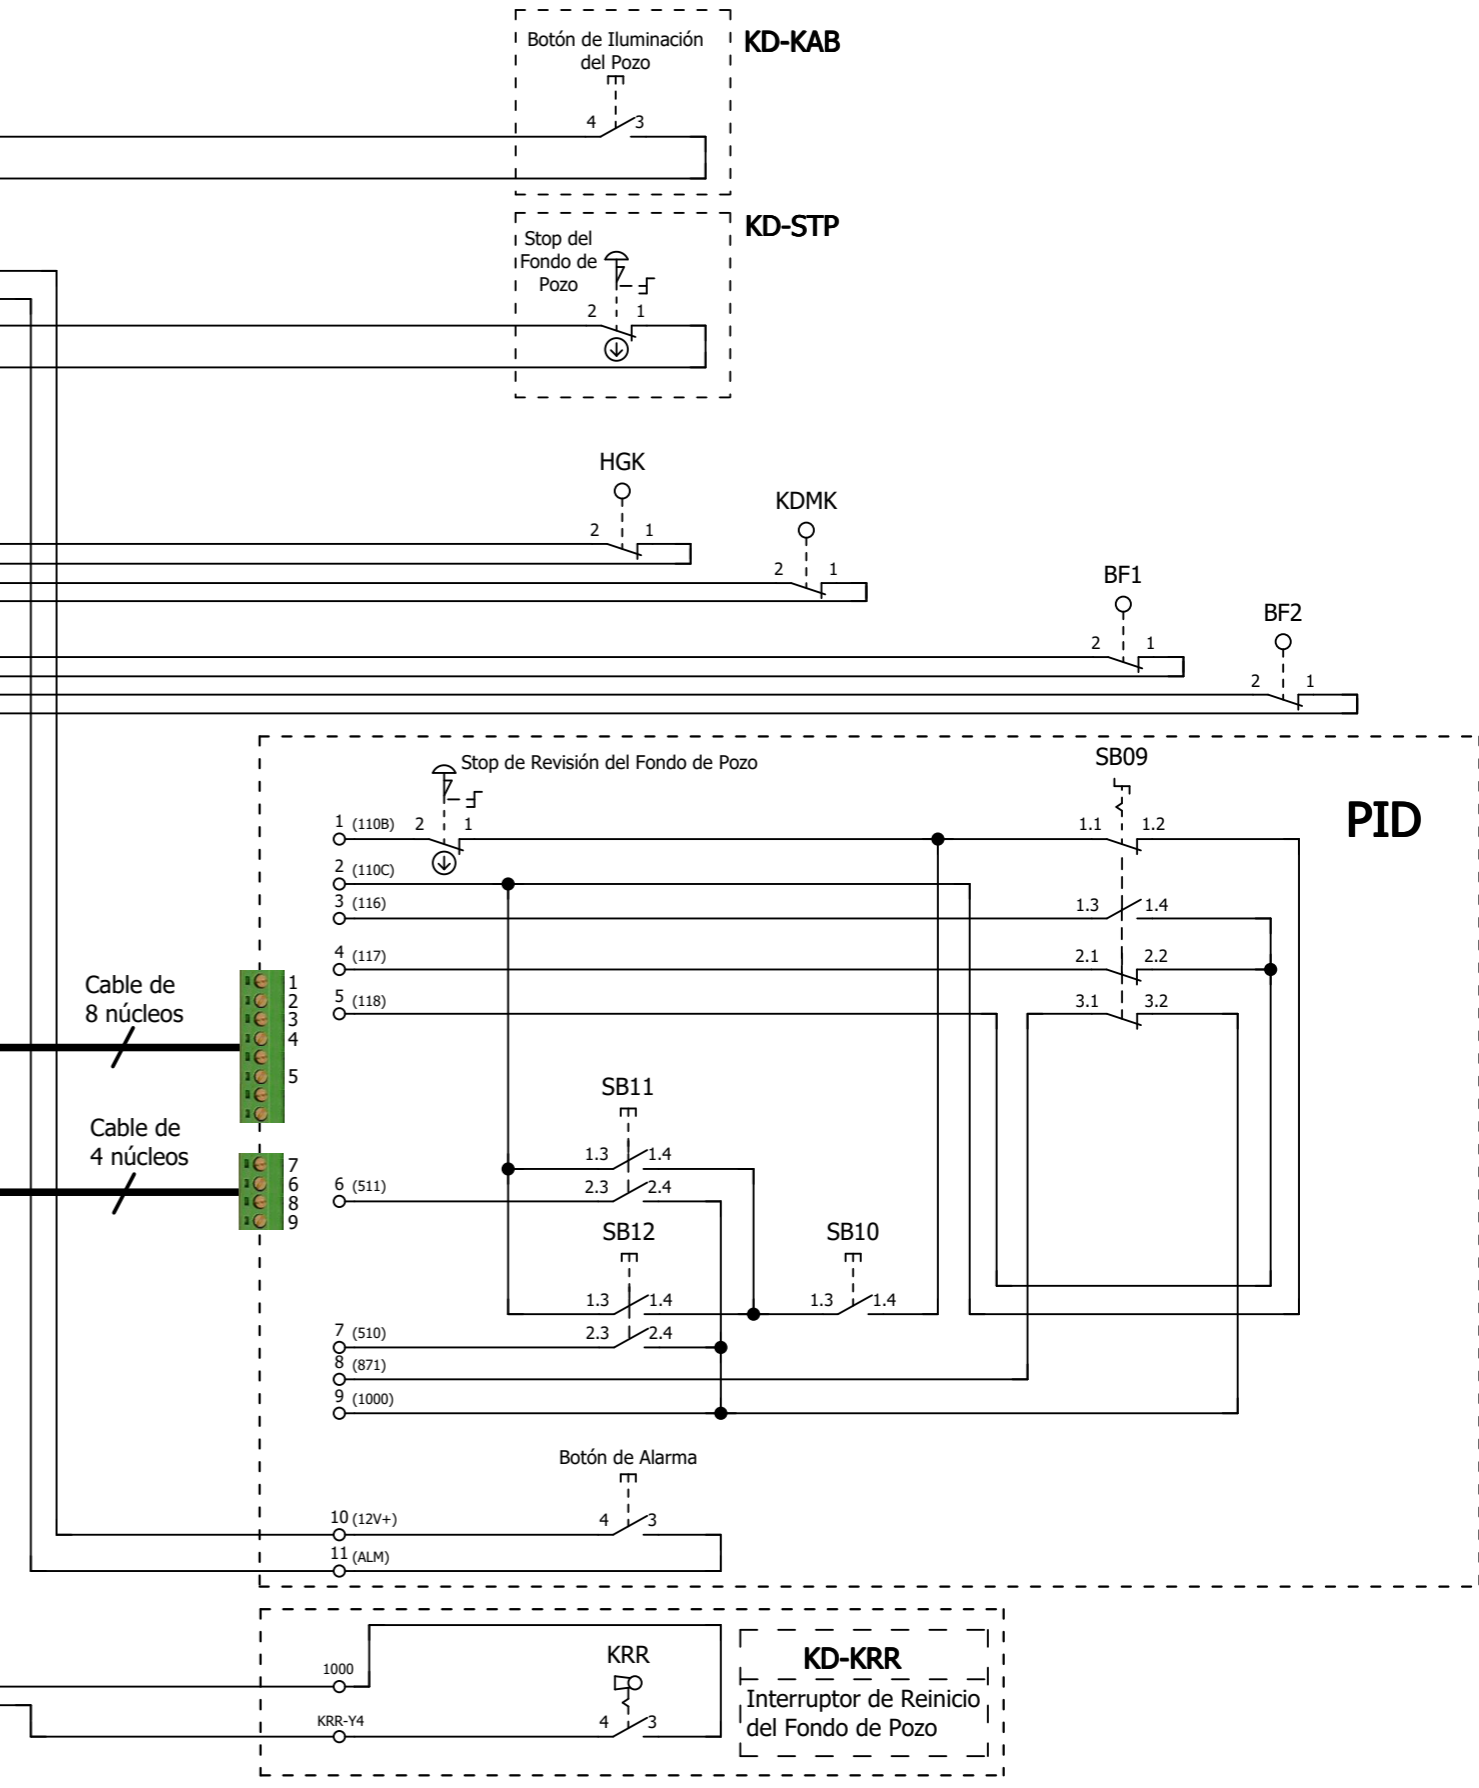 Botón de Iluminación
del Pozo
KD-KAB
4 3
Stop del
Fondo de
Pozo
KD-STP
2 1
HGK
2 1
KDMK
2 1
BF1
2 1
BF2
2 1
PID
Stop de Revisión del Fondo de Pozo
SB09
1 (110B) 2 1 1.1 1.2
2 (110C)
3 (116) 1.3 1.4
4 (117) 2.1 2.2
5 (118) 3.1 3.2
Cable de
8 núcleos
1
2
3
4
5
Cable de
4 núcleos
7
6
8
9
SB11
1.3 1.4
6 (511) 2.3 2.4
SB12 SB10
1.3 1.4 1.3 1.4
7 (510) 2.3 2.4
8 (871)
9 (1000)
Botón de Alarma
10 (12V+) 4 3
11 (ALM)
1000
KRR
KRR-Y4 4 3
KD-KRR
Interruptor de Reinicio
del Fondo de Pozo